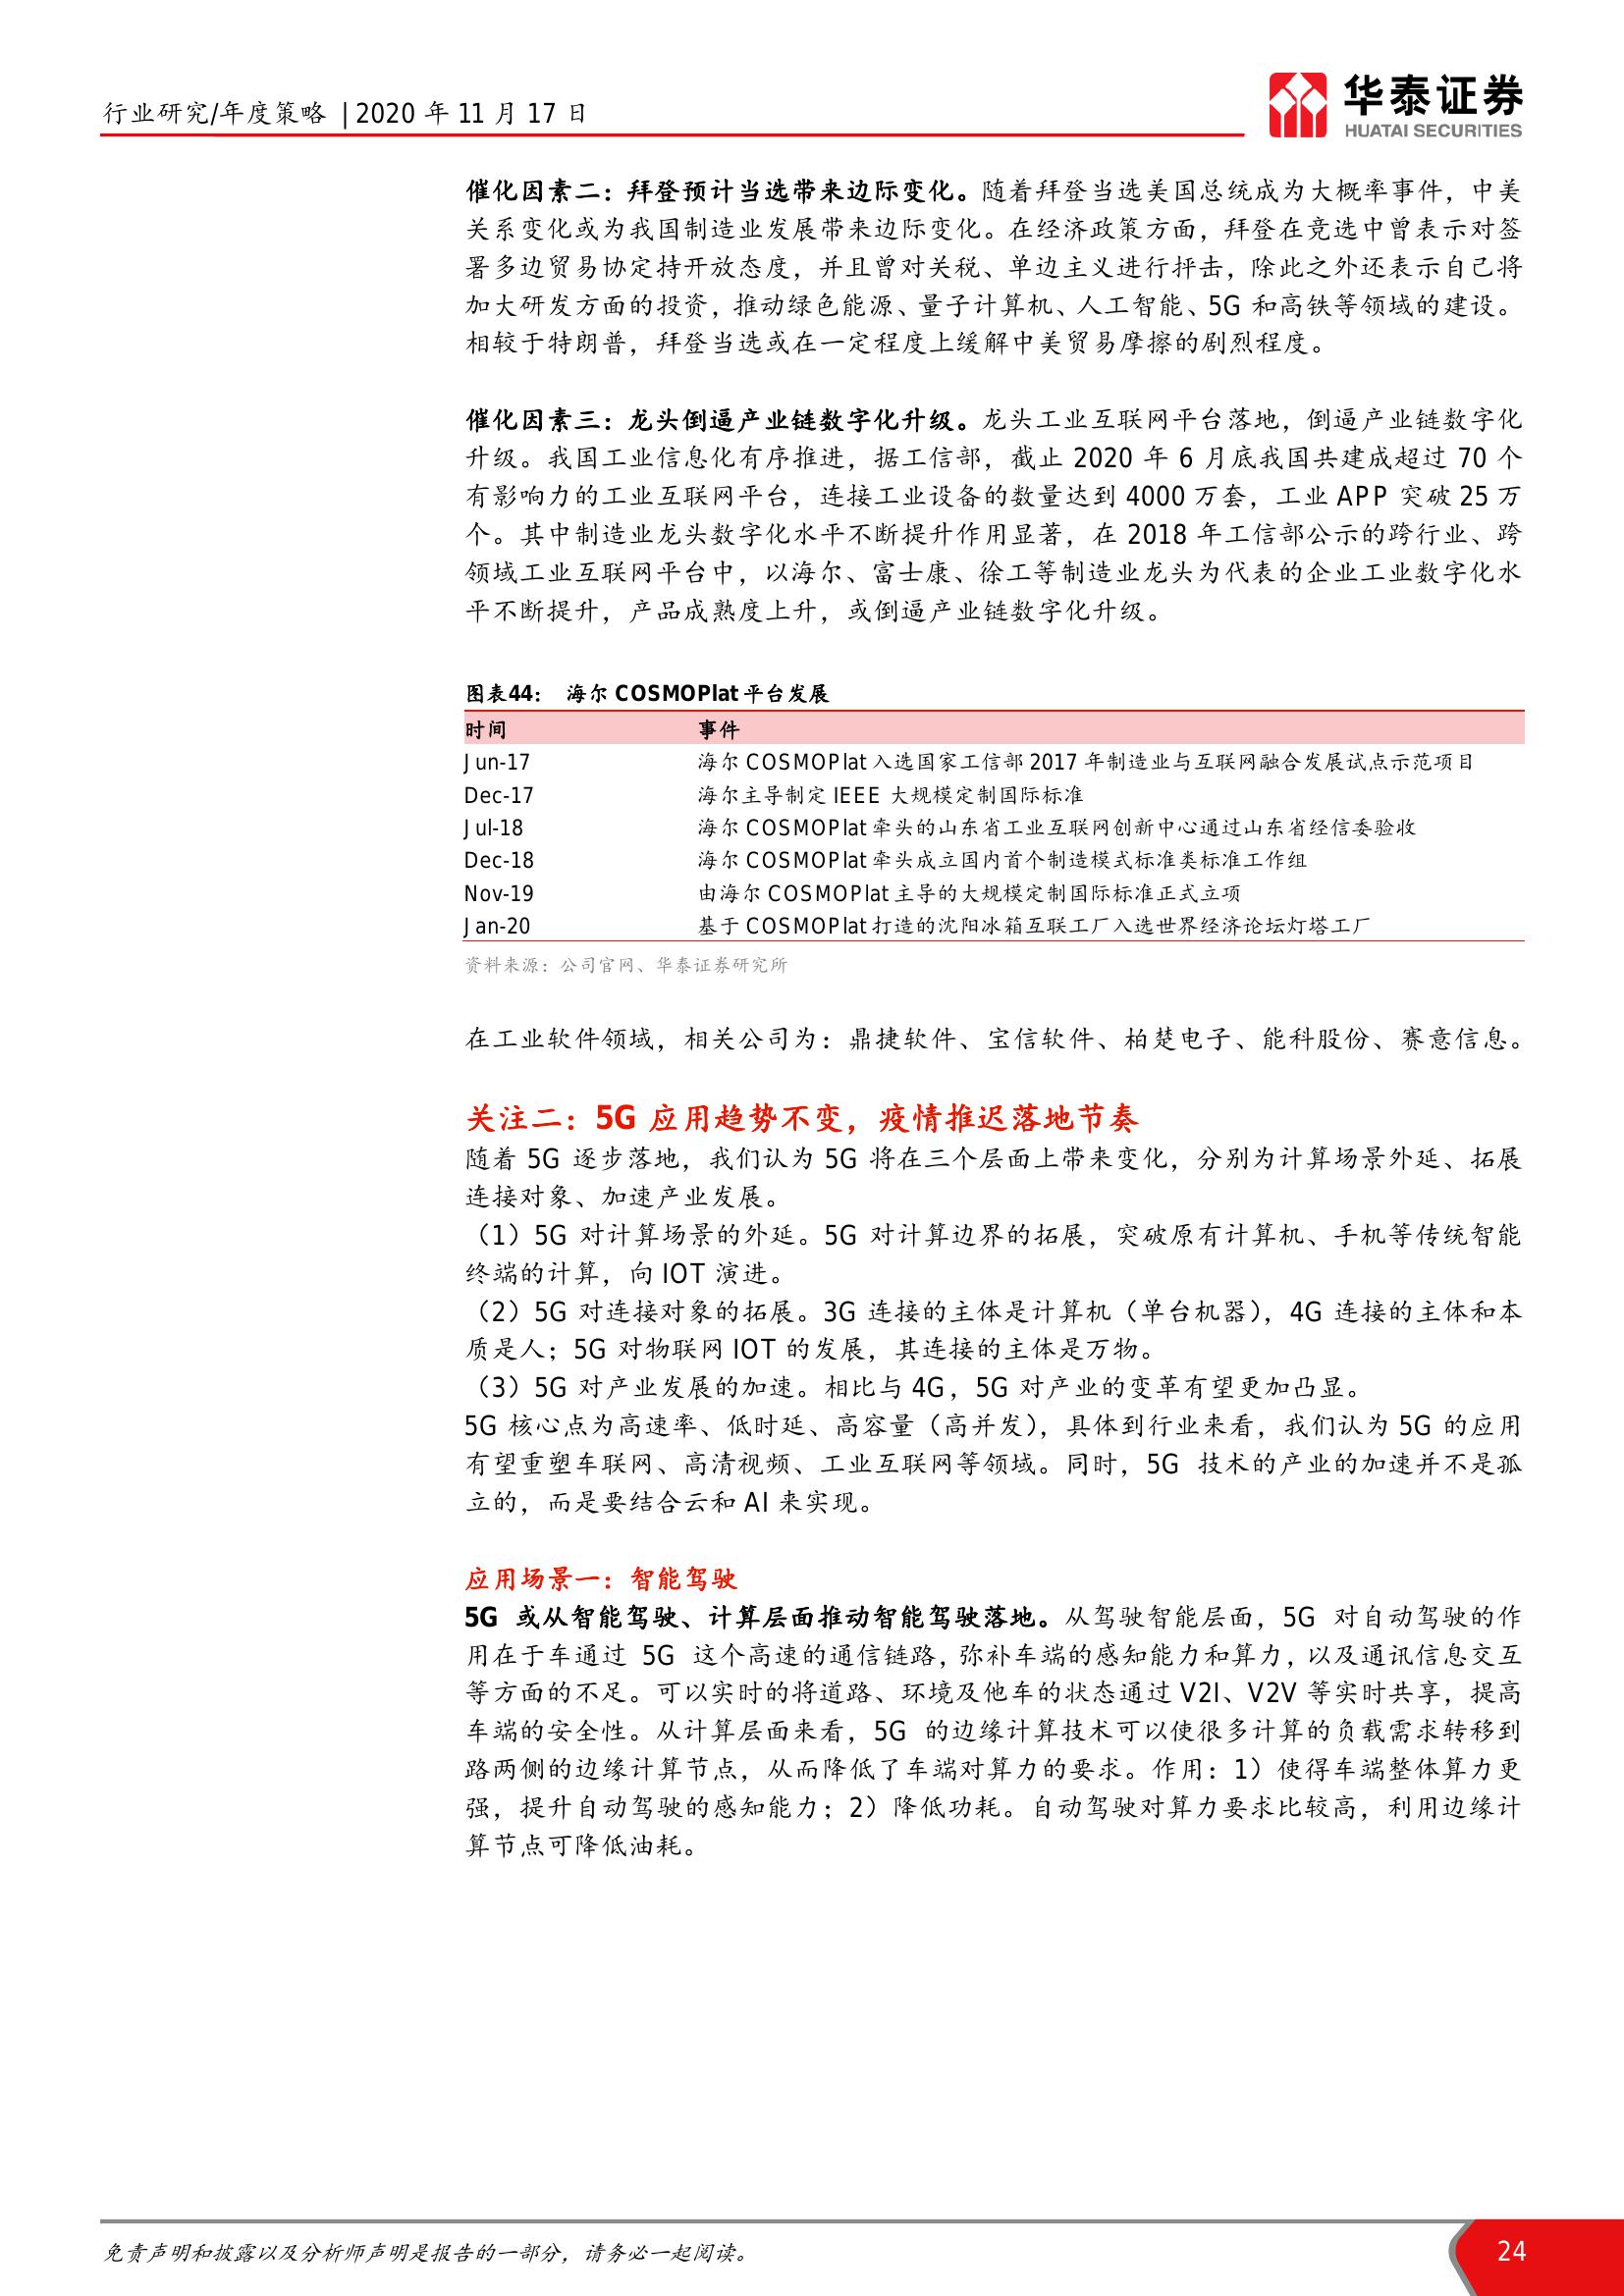 行业研究/年度策略 | 2020 年 11 月 17 日
华泰证券
HUATAI SECURITIES
催化因素二：拜登预计当选带来边际变化。随着拜登当选美国总统成为大概率事件，中美
关系变化或为我国制造业发展带来边际变化。在经济政策方面，拜登在竞选中曾表示对签
署多边贸易协定持开放态度，并且曾对关税、单边主义进行抨击，除此之外还表示自己将
加大研发方面的投资，推动绿色能源、量子计算机、人工智能、5G 和高铁等领域的建设。
相较于特朗普，拜登当选或在一定程度上缓解中美贸易摩擦的剧烈程度。
催化因素三：龙头倒逼产业链数字化升级。龙头工业互联网平台落地，倒逼产业链数字化
升级。我国工业信息化有序推进，据工信部，截止 2020 年 6 月底我国共建成超过 70 个
有影响力的工业互联网平台，连接工业设备的数量达到 4000 万套，工业 APP 突破 25 万
个。其中制造业龙头数字化水平不断提升作用显著，在 2018 年工信部公示的跨行业、跨
领域工业互联网平台中，以海尔、富士康、徐工等制造业龙头为代表的企业工业数字化水
平不断提升，产品成熟度上升，或倒逼产业链数字化升级。
图表44： 海尔 COSMOPlat 平台发展
时间 事件
Jun-17 海尔 COSMOPlat 入选国家工信部 2017 年制造业与互联网融合发展试点示范项目
Dec-17 海尔主导制定 IEEE 大规模定制国际标准
Jul-18 海尔 COSMOPlat 牵头的山东省工业互联网创新中心通过山东省经信委验收
Dec-18 海尔 COSMOPlat 牵头成立国内首个制造模式标准类标准工作组
Nov-19 由海尔 COSMOPlat 主导的大规模定制国际标准正式立项
Jan-20 基于 COSMOPlat 打造的沈阳冰箱互联工厂入选世界经济论坛灯塔工厂
资料来源：公司官网、华泰证券研究所
在工业软件领域，相关公司为：鼎捷软件、宝信软件、柏楚电子、能科股份、赛意信息。
关注二：5G 应用趋势不变，疫情推迟落地节奏
随着 5G 逐步落地，我们认为 5G 将在三个层面上带来变化，分别为计算场景外延、拓展
连接对象、加速产业发展。
（1）5G 对计算场景的外延。5G 对计算边界的拓展，突破原有计算机、手机等传统智能
终端的计算，向 IOT 演进。
（2）5G 对连接对象的拓展。3G 连接的主体是计算机（单台机器），4G 连接的主体和本
质是人；5G 对物联网 IOT 的发展，其连接的主体是万物。
（3）5G 对产业发展的加速。相比与 4G，5G 对产业的变革有望更加凸显。
5G 核心点为高速率、低时延、高容量（高并发），具体到行业来看，我们认为 5G 的应用
有望重塑车联网、高清视频、工业互联网等领域。同时，5G 技术的产业的加速并不是孤
立的，而是要结合云和 AI 来实现。
应用场景一：智能驾驶
5G 或从智能驾驶、计算层面推动智能驾驶落地。从驾驶智能层面，5G 对自动驾驶的作
用在于车通过 5G 这个高速的通信链路，弥补车端的感知能力和算力，以及通讯信息交互
等方面的不足。可以实时的将道路、环境及他车的状态通过 V2I、V2V 等实时共享，提高
车端的安全性。从计算层面来看，5G 的边缘计算技术可以使很多计算的负载需求转移到
路两侧的边缘计算节点，从而降低了车端对算力的要求。作用：1）使得车端整体算力更
强，提升自动驾驶的感知能力；2）降低功耗。自动驾驶对算力要求比较高，利用边缘计
算节点可降低油耗。
免责声明和披露以及分析师声明是报告的一部分，请务必一起阅读。
24